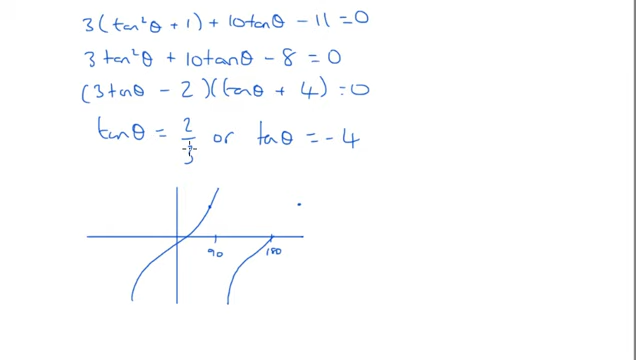 3(tan²θ + 1) + 10tanθ - 11 = 0
3tan²θ + 10tanθ - 8 = 0
(3tanθ - 2)(tanθ + 4) = 0
tanθ = 2/3 or tanθ = -4
90 180